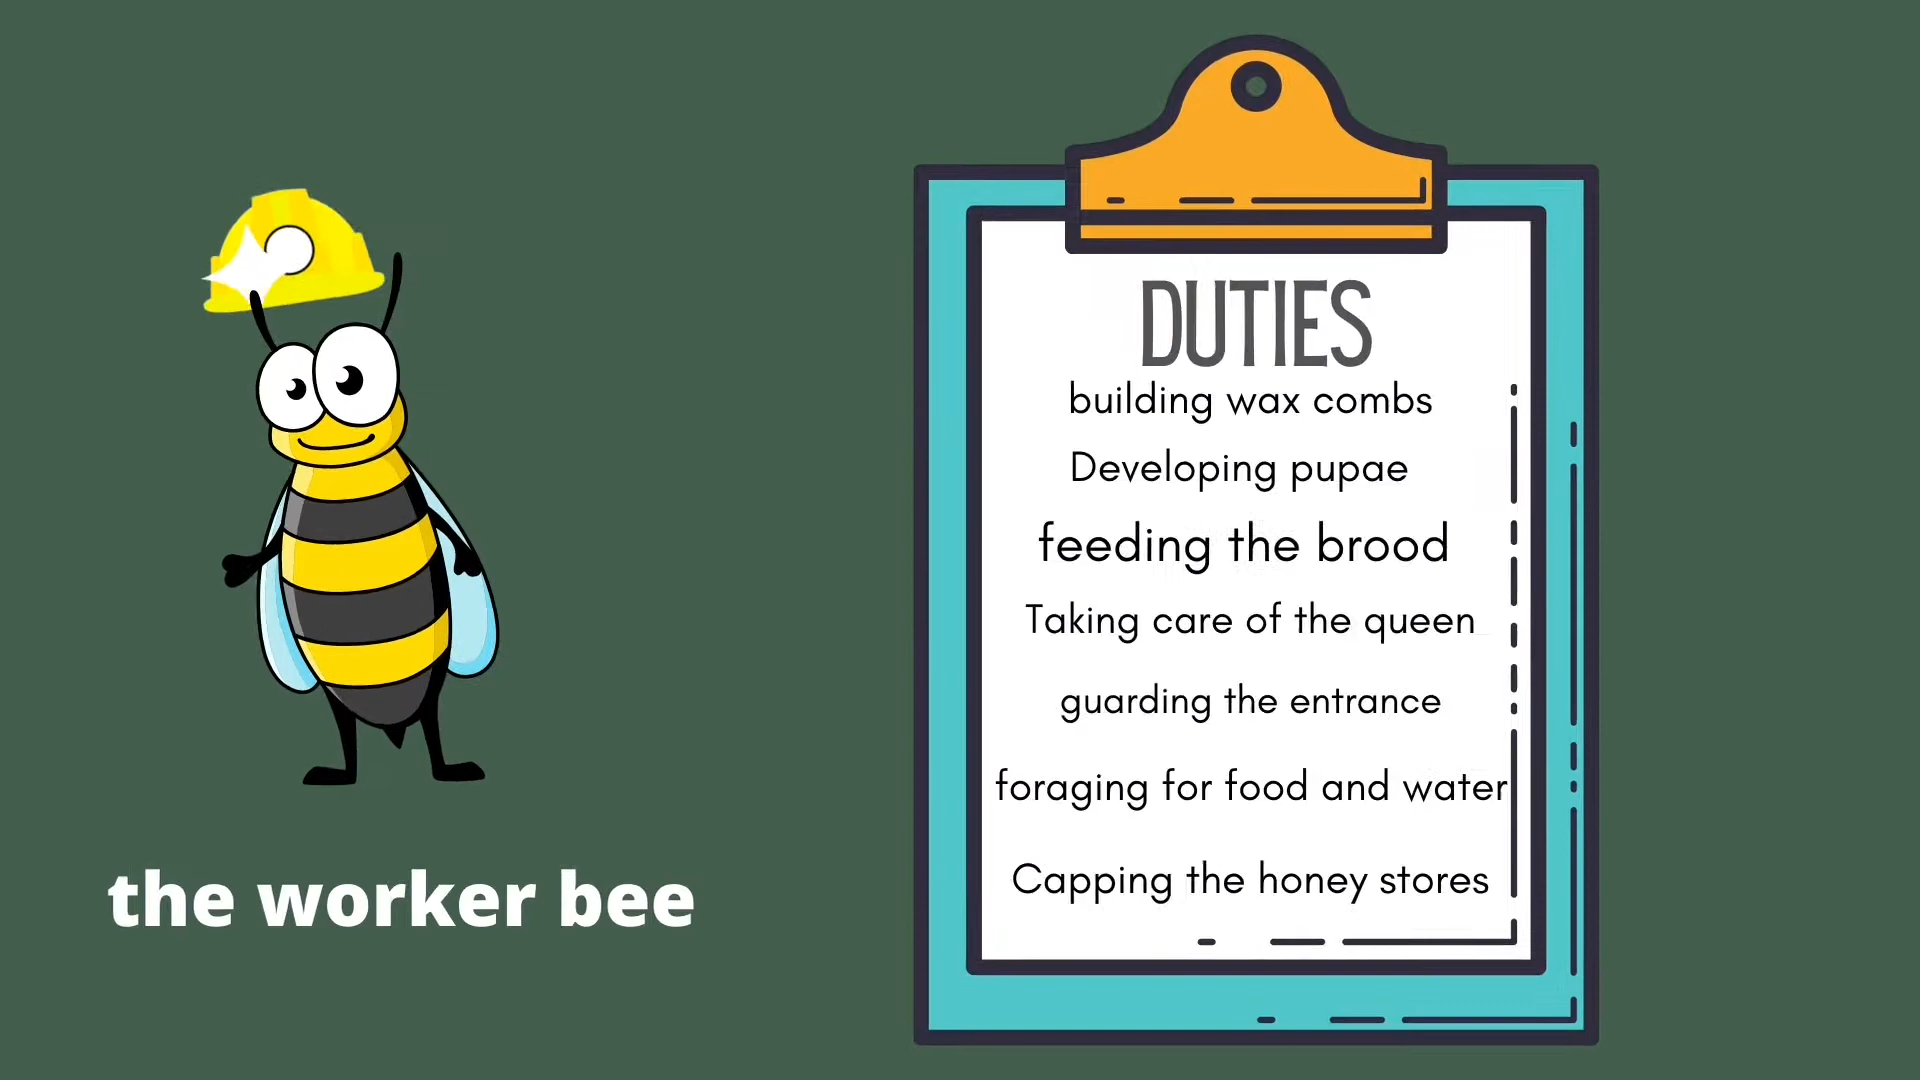 DUTIES
building wax combs
Developing pupae
feeding the brood
Taking care of the queen
guarding the entrance
foraging for food and water
Capping the honey stores
the worker bee